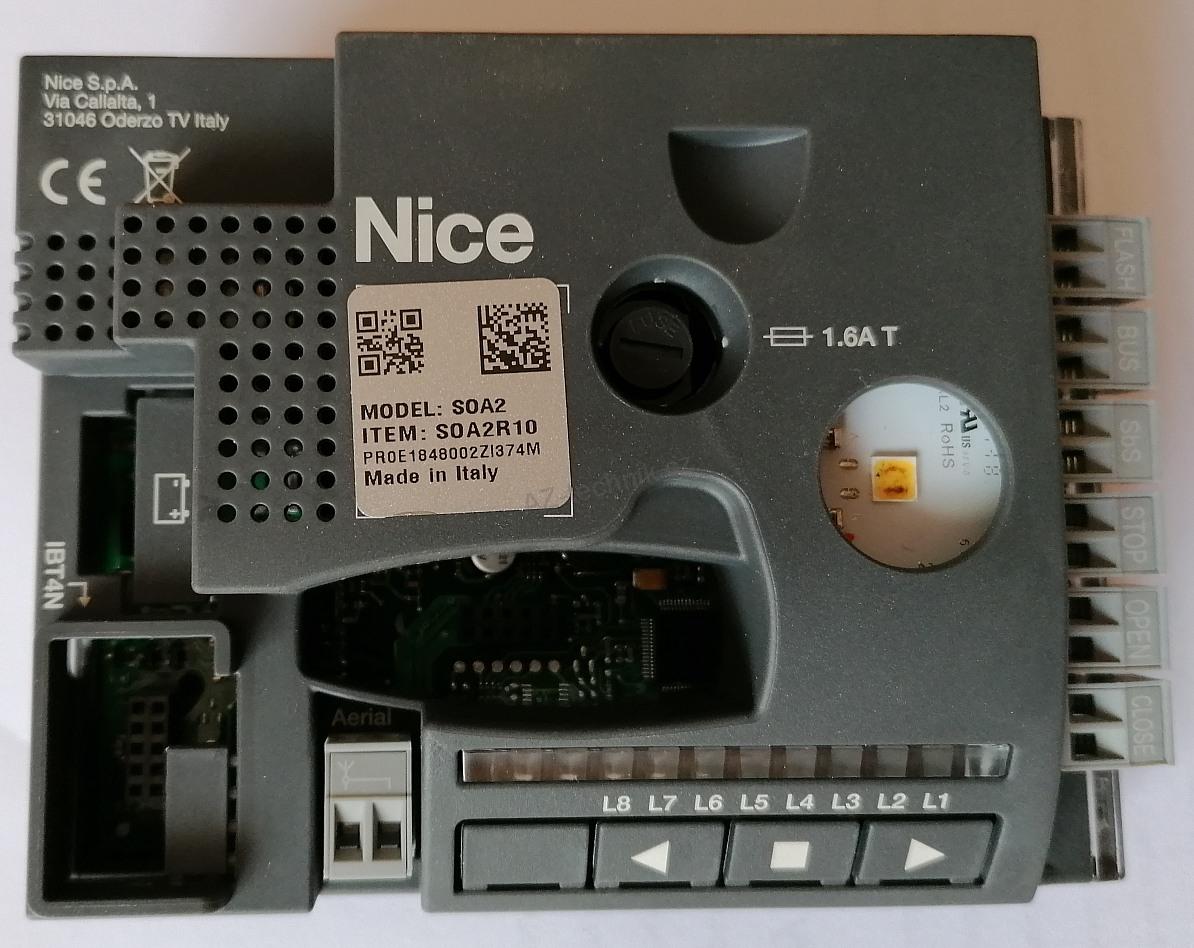 Nice S.p.A.
Via Callalta, 1
31046 Oderzo TV Italy
CE
Nice
FUSE
1.6A T
MODEL: SOA2
ITEM: SOA2R10
PR0E1848002ZI374M
Made in Italy
L2 RoHS
US
IBT4N
Aerial
FLASH
BUS
SbS
STOP
OPEN
CLOSE
L8 L7 L6 L5 L4 L3 L2 L1